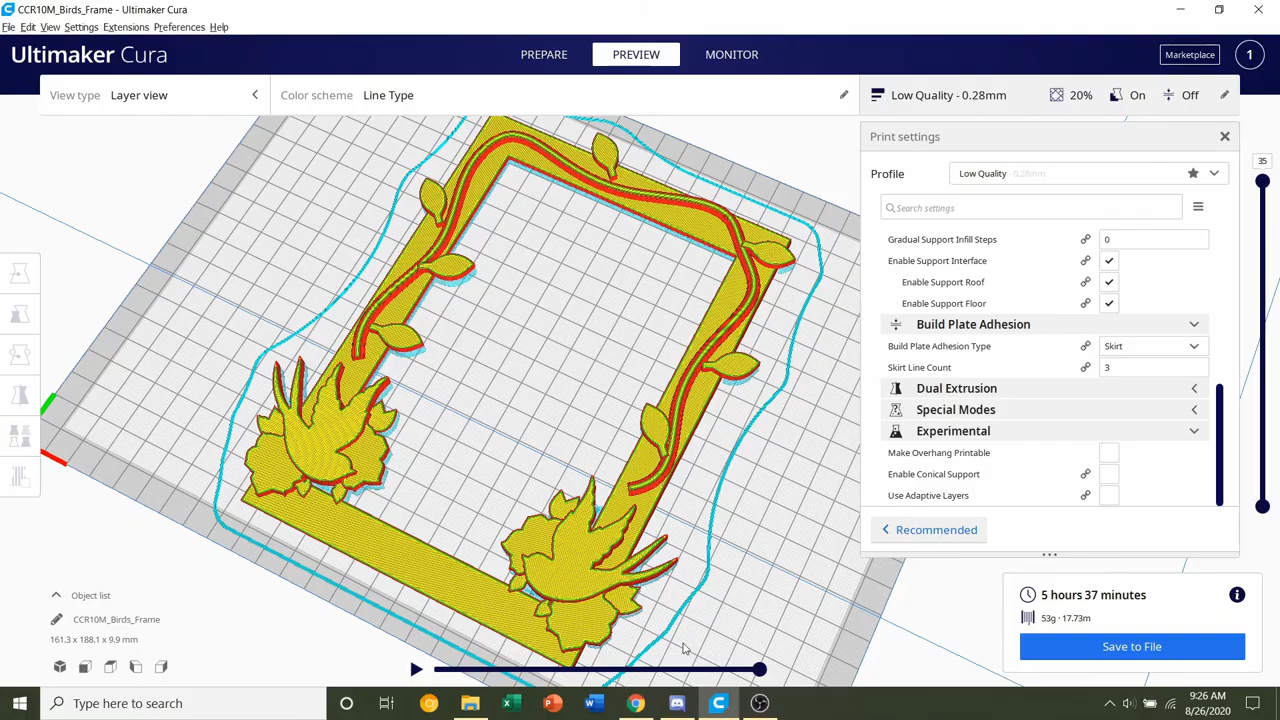 CCR10M_Birds_Frame - Ultimaker Cura
File Edit View Settings Extensions Preferences Help
Ultimaker Cura
PREPARE
PREVIEW
MONITOR
Marketplace
1
View type Layer view
Color scheme Line Type
Low Quality - 0.28mm
20%
On
Off
Print settings
35
Profile
Low Quality - 0.28mm
Search settings
Gradual Support Infill Steps 0
Enable Support Interface
Enable Support Roof
Enable Support Floor
Build Plate Adhesion
Build Plate Adhesion Type Skirt
Skirt Line Count 3
Dual Extrusion
Special Modes
Experimental
Make Overhang Printable
Enable Conical Support
Use Adaptive Layers
Recommended
Object list
CCR10M_Birds_Frame
161.3 x 188.1 x 9.9 mm
5 hours 37 minutes
53g · 17.73m
Save to File
Type here to search
9:26 AM
8/26/2020